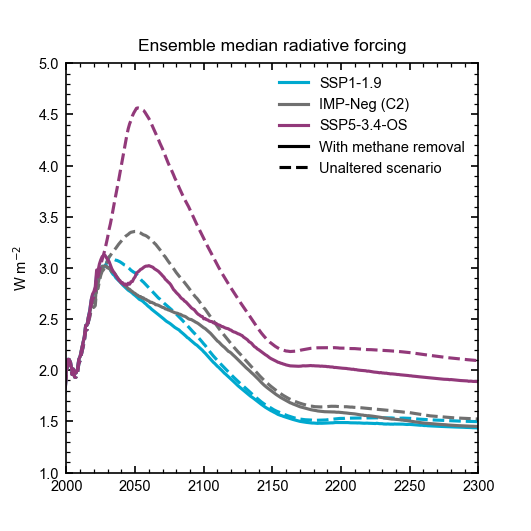 Ensemble median radiative forcing
5.0
4.5
4.0
3.5
3.0
2.5
2.0
1.5
1.0
W m⁻²
SSP1-1.9
IMP-Neg (C2)
SSP5-3.4-OS
With methane removal
Unaltered scenario
2000 2050 2100 2150 2200 2250 2300